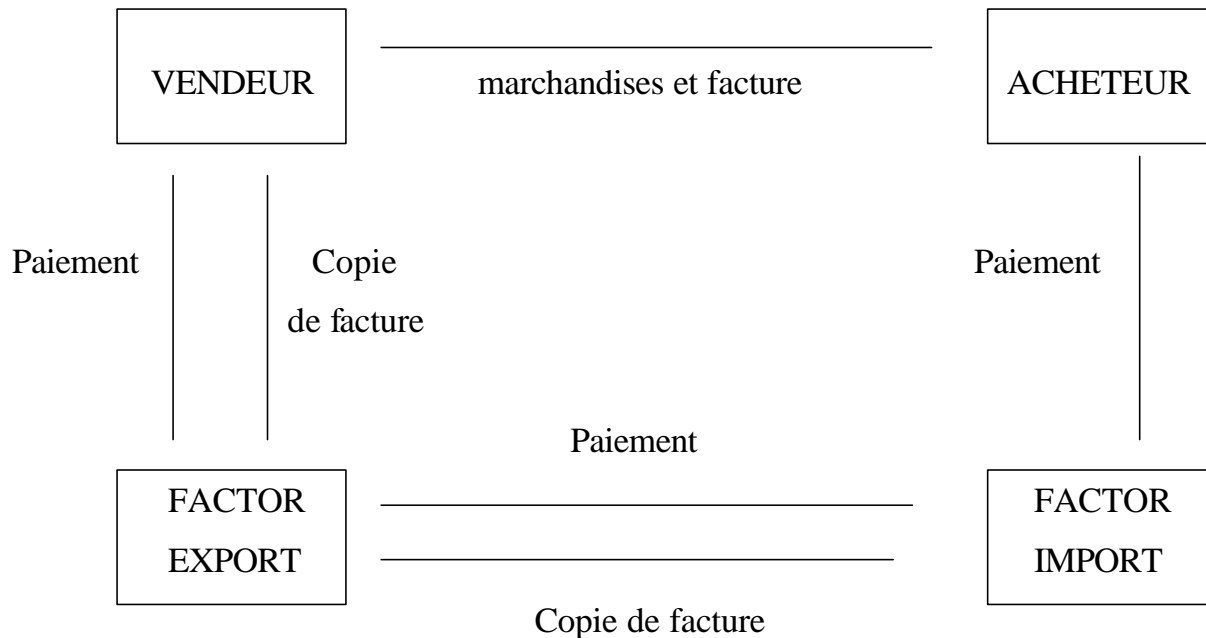 VENDEUR
marchandises et facture
ACHETEUR
Paiement
Copie
de facture
Paiement
Paiement
FACTOR
EXPORT
FACTOR
IMPORT
Copie de facture